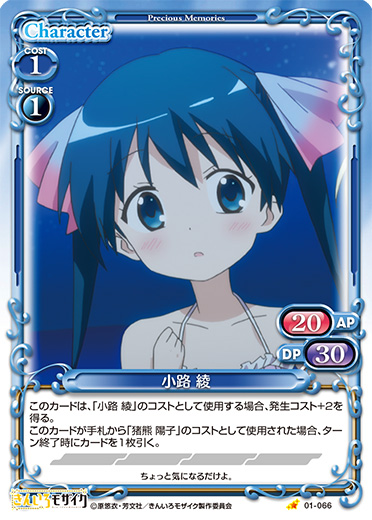 Precious Memories
Character
COST
1
SOURCE
1
20 AP
DP 30
小路 綾
このカードは、「小路 綾」のコストとして使用する場合、発生コスト+2を
得る。
このカードが手札から「猪熊 陽子」のコストとして使用された場合、ター
ン終了時にカードを1枚引く。
ちょっと気になるだけよ。
きんいろモザイク
©原悠衣・芳文社／きんいろモザイク製作委員会
01-066